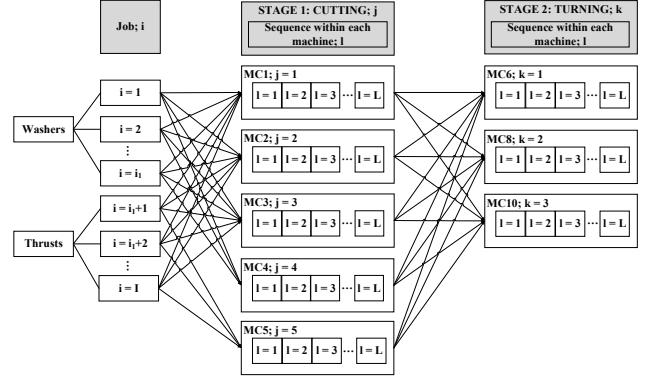 Job; i
STAGE 1: CUTTING; j
Sequence within each
machine; l
STAGE 2: TURNING; k
Sequence within each
machine; l
Washers
Thrusts
i = 1
i = 2
⋮
i = i₁
i = i₁+1
i = i₁+2
⋮
i = I
MC1; j = 1
l = 1 l = 2 l = 3 ··· l = L
MC2; j = 2
l = 1 l = 2 l = 3 ··· l = L
MC3; j = 3
l = 1 l = 2 l = 3 ··· l = L
MC4; j = 4
l = 1 l = 2 l = 3 ··· l = L
MC5; j = 5
l = 1 l = 2 l = 3 ··· l = L
MC6; k = 1
l = 1 l = 2 l = 3 ··· l = L
MC8; k = 2
l = 1 l = 2 l = 3 ··· l = L
MC10; k = 3
l = 1 l = 2 l = 3 ··· l = L